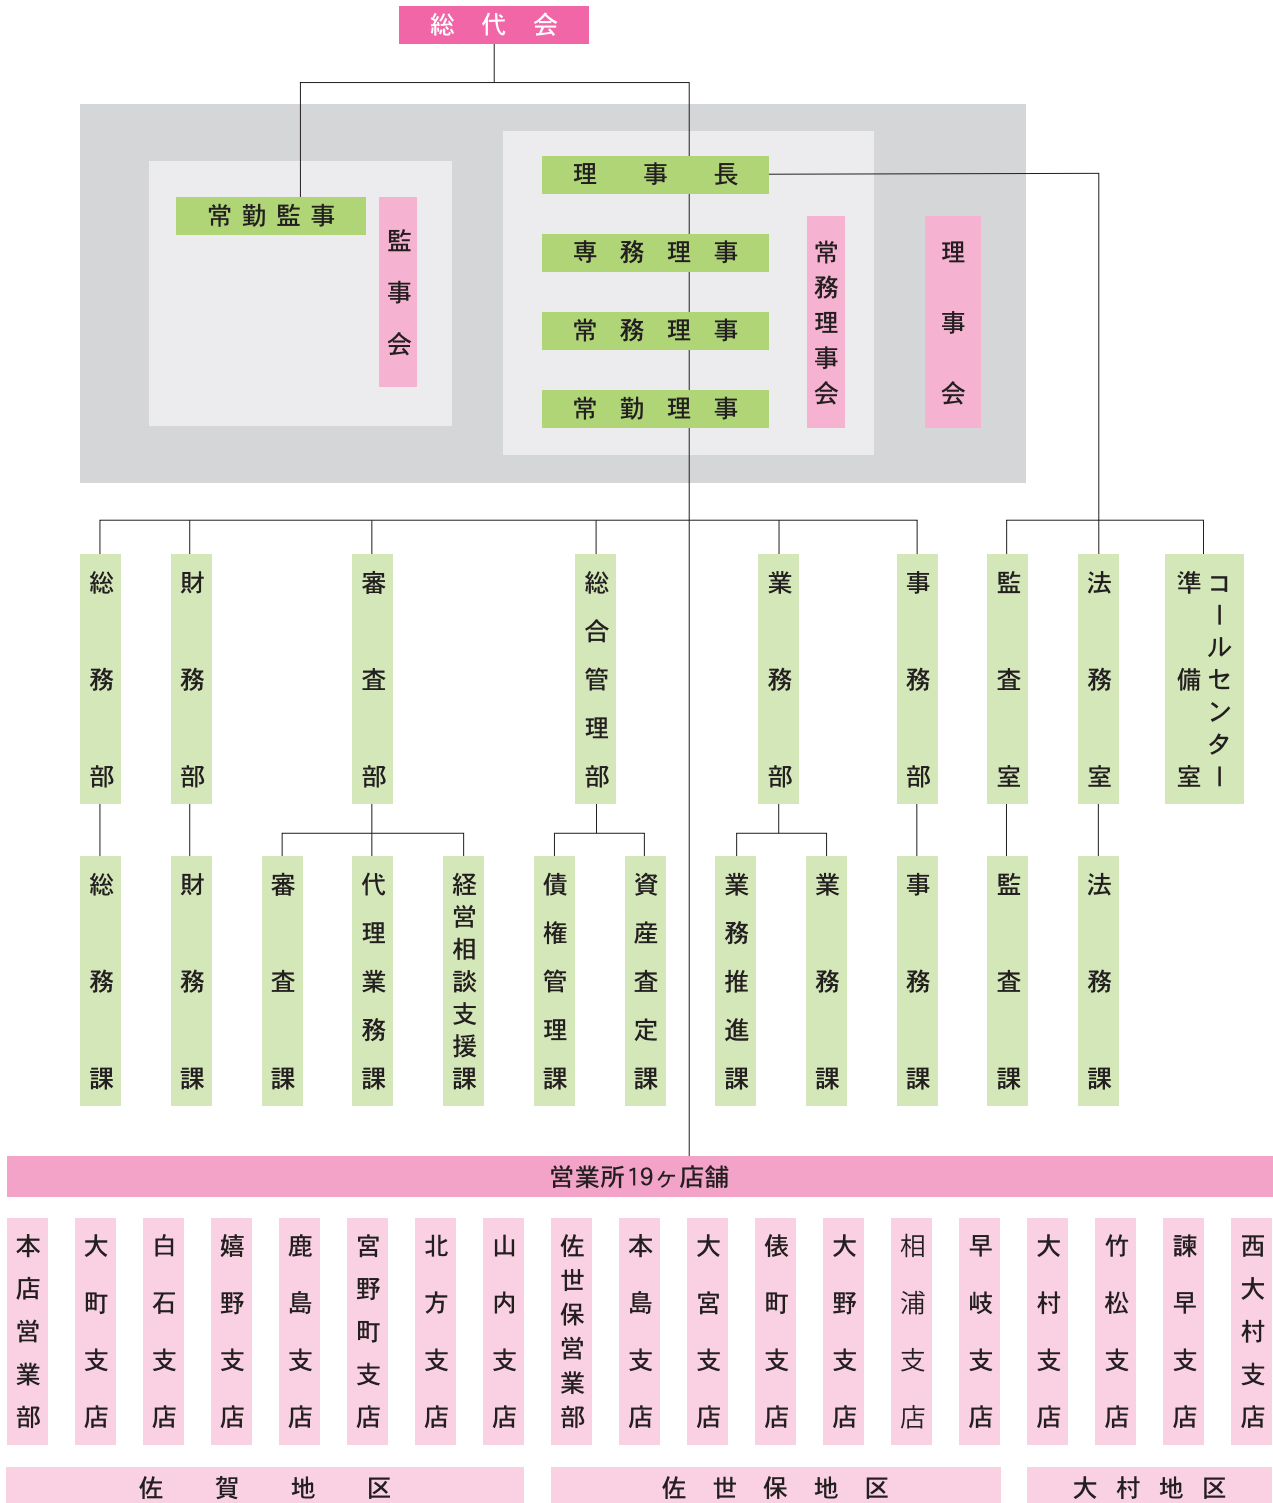 総代会
常勤監事
監事会
理事長
専務理事
常務理事
常勤理事
常務理事会
理事会
総務部
財務部
審査部
総合管理部
業務部
事務部
監査室
法務室
コールセンター
準備室
総務課
財務課
審査課
代理業務課
経営相談支援課
債権管理課
資産査定課
業務推進課
業務課
事務課
監査課
法務課
営業所19ヶ店舗
本店営業部
大町支店
白石支店
嬉野支店
鹿島支店
宮野町支店
北方支店
山内支店
佐世保営業部
本島支店
大宮支店
俵町支店
大野支店
相浦支店
早岐支店
大村支店
竹松支店
諫早支店
西大村支店
佐賀地区
佐世保地区
大村地区